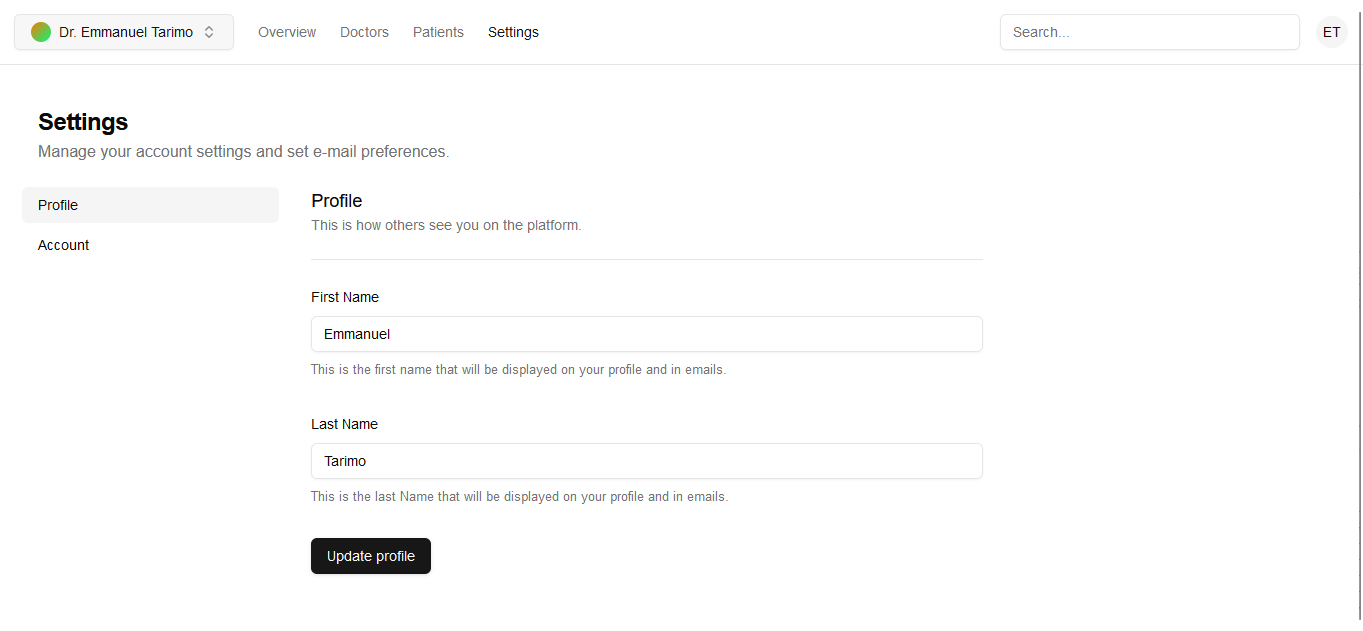 Dr. Emmanuel Tarimo Overview Doctors Patients Settings Search... ET
Settings
Manage your account settings and set e-mail preferences.
Profile
Account
Profile
This is how others see you on the platform.
First Name
Emmanuel
This is the first name that will be displayed on your profile and in emails.
Last Name
Tarimo
This is the last Name that will be displayed on your profile and in emails.
Update profile